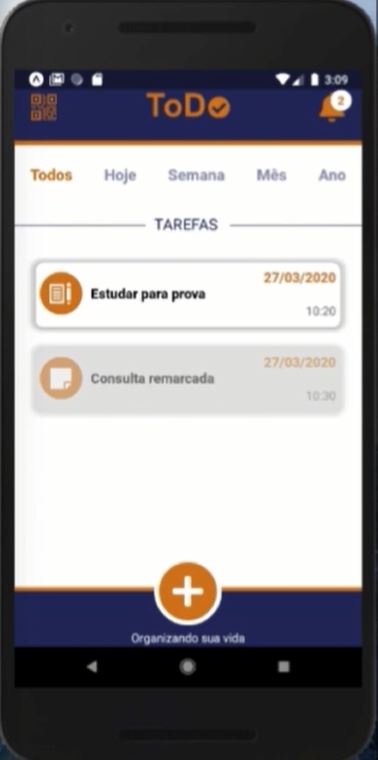 3:09
ToDo
2
Todos Hoje Semana Mês Ano
TAREFAS
27/03/2020
Estudar para prova
10:20
27/03/2020
Consulta remarcada
10:30
Organizando sua vida